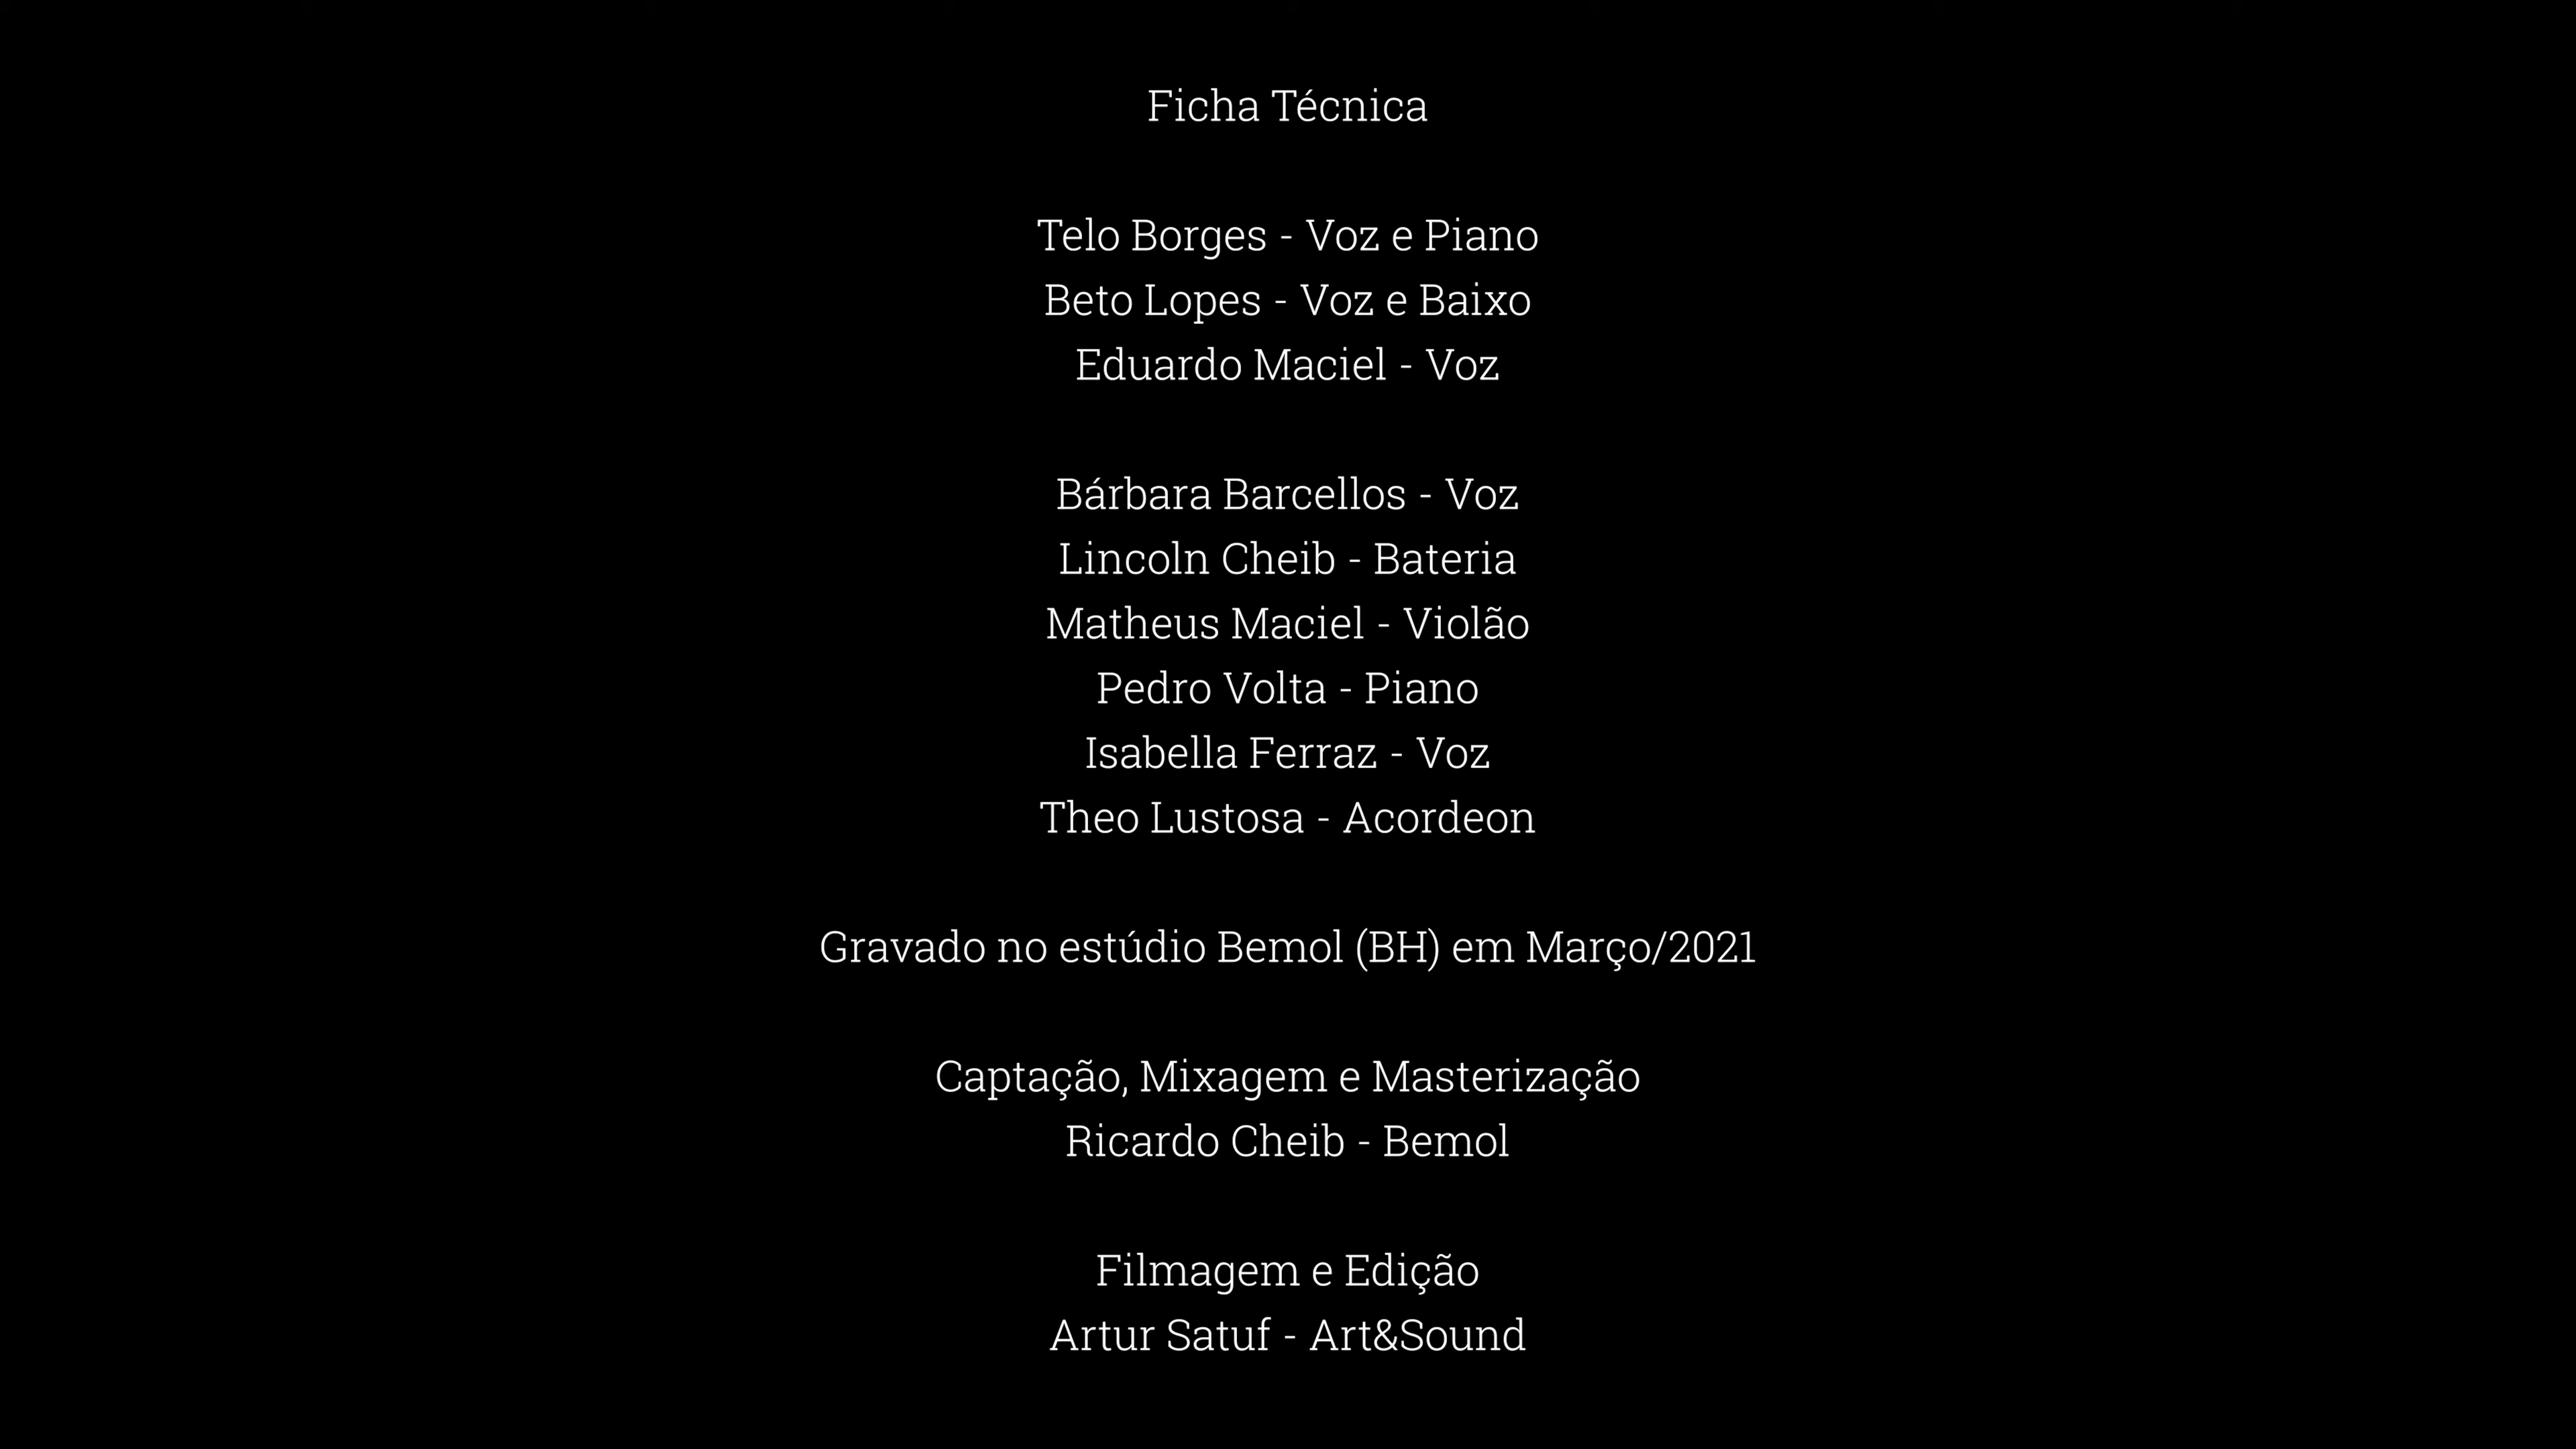 Ficha Técnica
Telo Borges - Voz e Piano
Beto Lopes - Voz e Baixo
Eduardo Maciel - Voz
Bárbara Barcellos - Voz
Lincoln Cheib - Bateria
Matheus Maciel - Violão
Pedro Volta - Piano
Isabella Ferraz - Voz
Theo Lustosa - Acordeon
Gravado no estúdio Bemol (BH) em Março/2021
Captação, Mixagem e Masterização
Ricardo Cheib - Bemol
Filmagem e Edição
Artur Satuf - Art&Sound